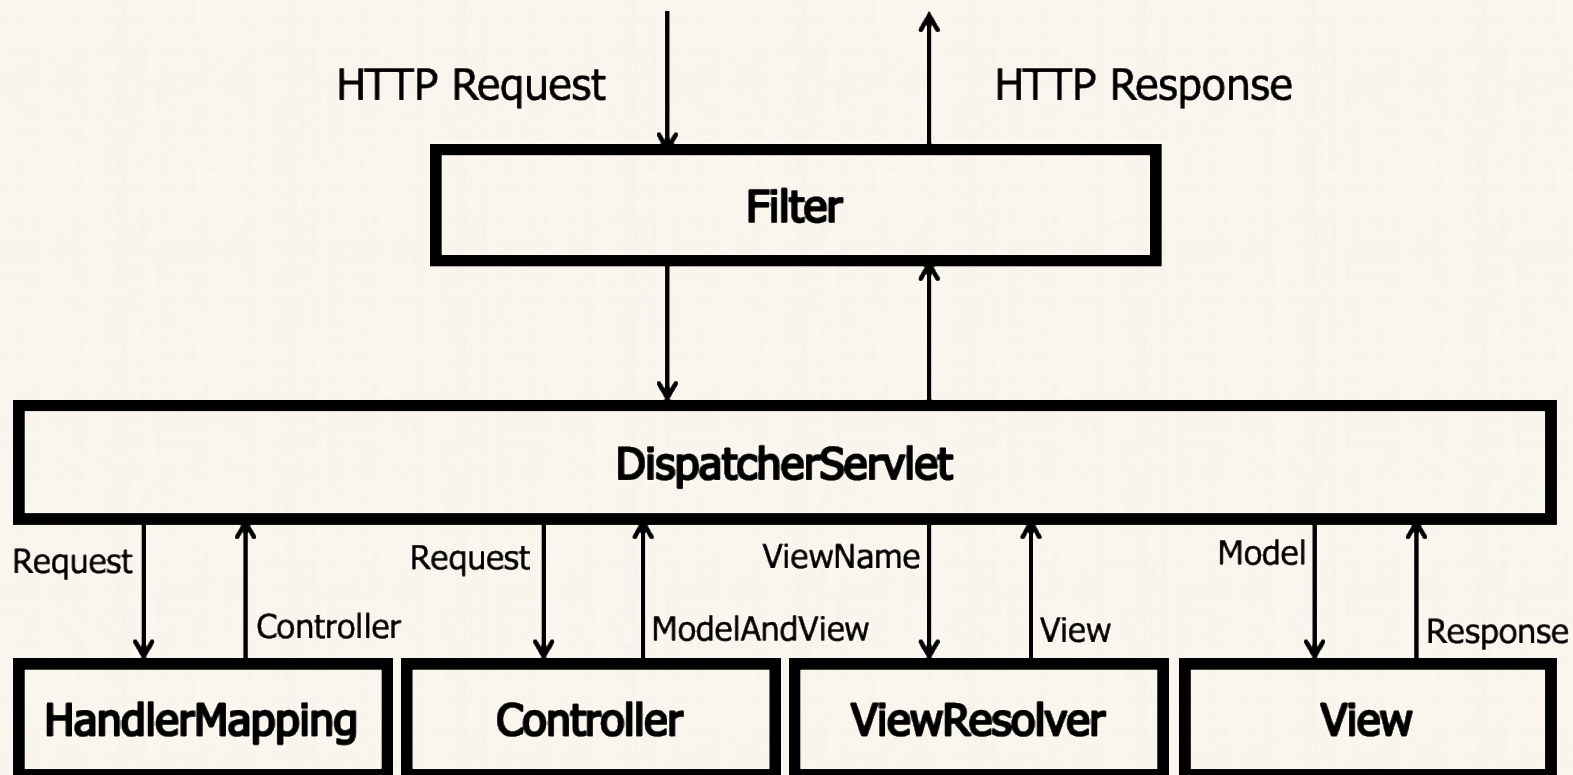 HTTP Request
HTTP Response
Filter
DispatcherServlet
Request
Controller
Request
ModelAndView
ViewName
View
Model
Response
HandlerMapping
Controller
ViewResolver
View